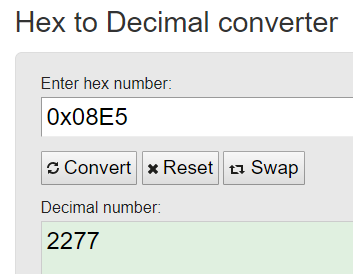 Hex to Decimal converter
Enter hex number:
0x08E5
Convert Reset Swap
Decimal number:
2277